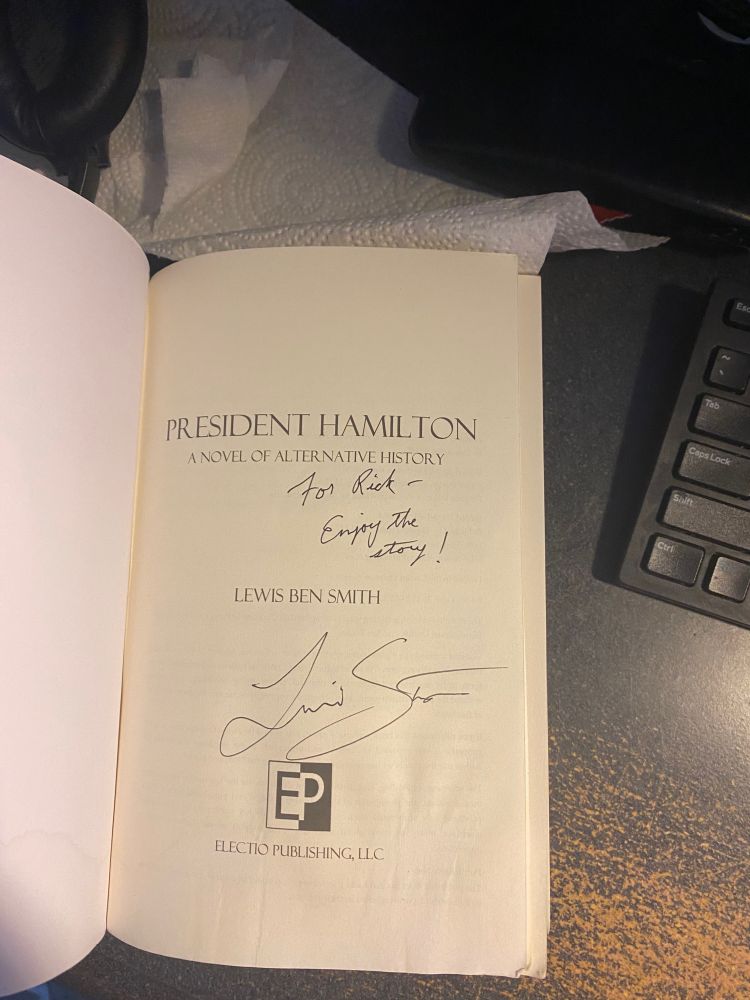 PRESIDENT HAMILTON
A NOVEL OF ALTERNATIVE HISTORY
For Rick –
Enjoy the
story!
LEWIS BEN SMITH
EP
ELECTIO PUBLISHING, LLC
Esc
~
`
Tab
Caps Lock
Shift
Ctrl